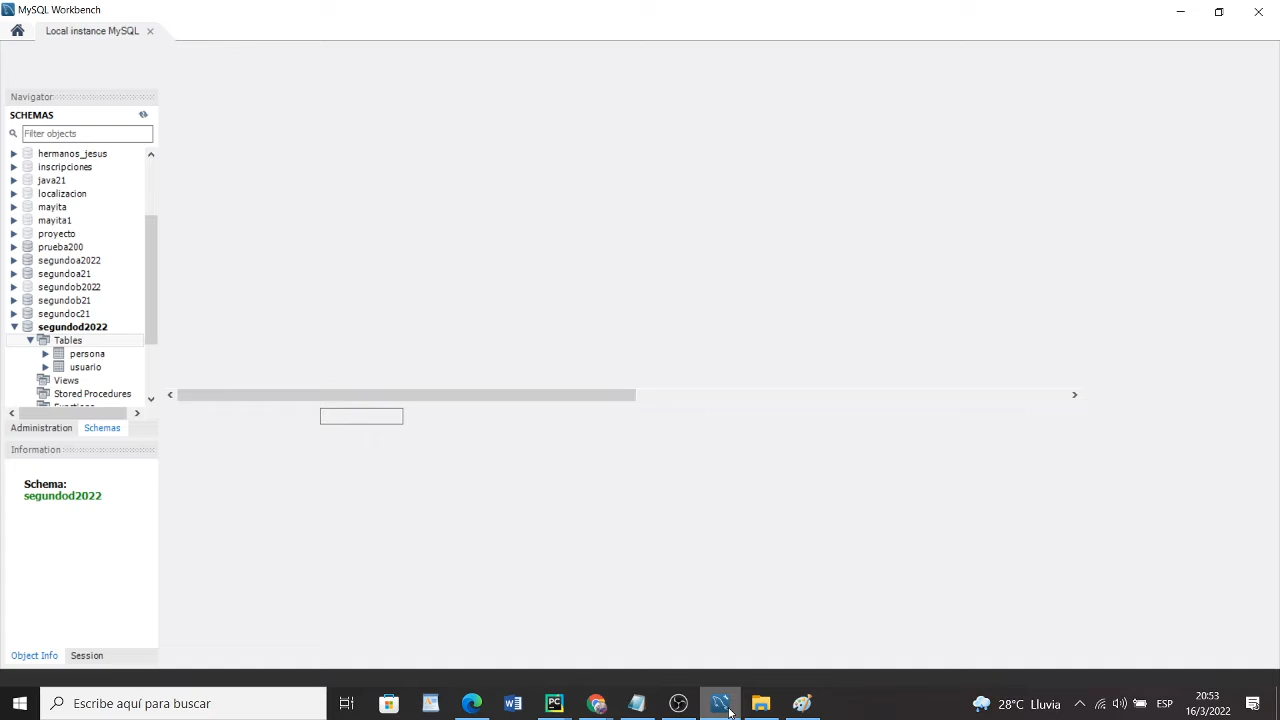 MySQL Workbench
Local instance MySQL
Navigator
SCHEMAS
Filter objects
hermanos_jesus
inscripciones
java21
localizacion
mayita
mayita1
proyecto
prueba200
segundoa2022
segundoa21
segundob2022
segundob21
segundoc21
segundod2022
Tables
persona
usuario
Views
Stored Procedures
Administration Schemas
Information
Schema:
segundod2022
Object Info Session
Escribe aquí para buscar
28°C Lluvia
ESP
20:53
16/3/2022